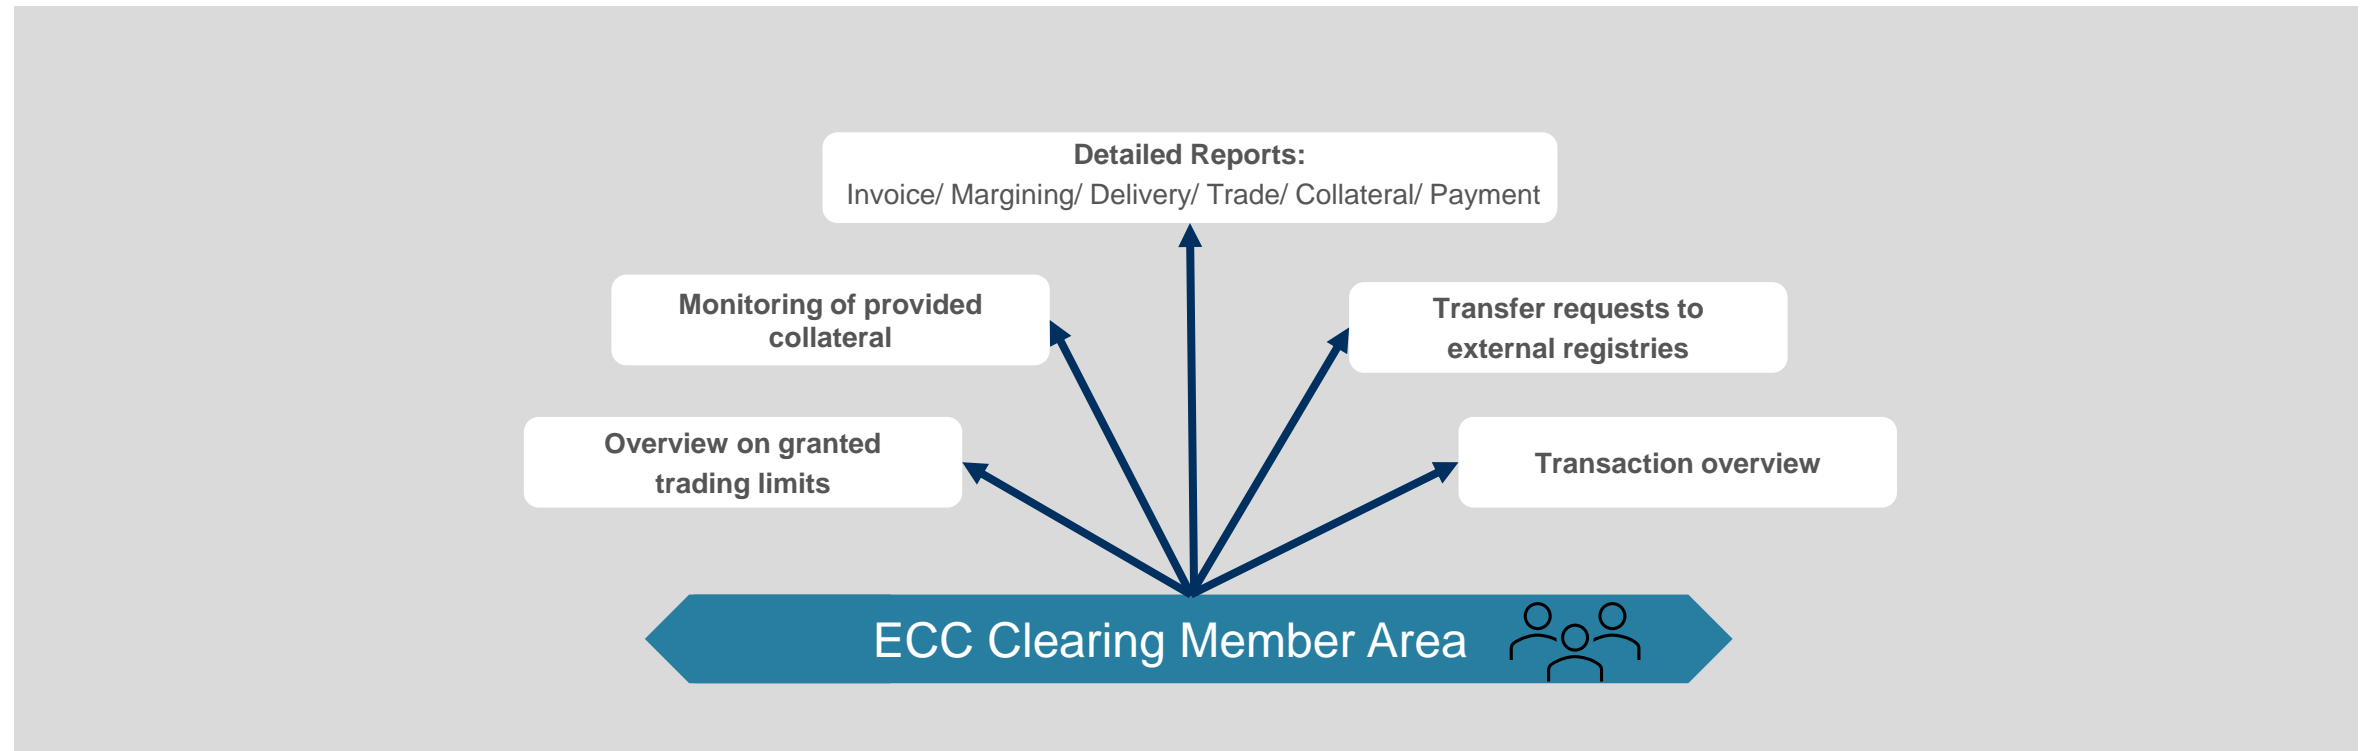 Detailed Reports:
Invoice/ Margining/ Delivery/ Trade/ Collateral/ Payment
Monitoring of provided
collateral
Transfer requests to
external registries
Overview on granted
trading limits
Transaction overview
ECC Clearing Member Area